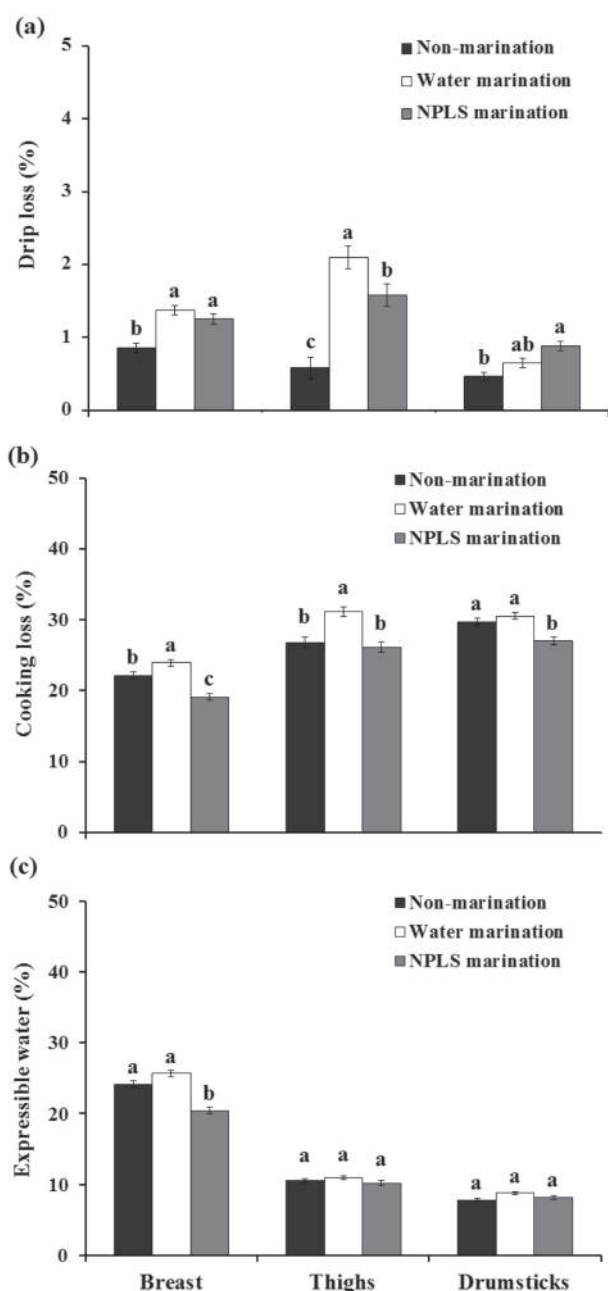 (a)
Drip loss (%)
5
4
3
2
1
0
Non-marination
Water marination
NPLS marination
b
a
a
c
a
b
b
ab
a
(b)
Cooking loss (%)
50
40
30
20
10
0
Non-marination
Water marination
NPLS marination
b
a
c
b
a
b
a
a
b
(c)
Expressible water (%)
50
40
30
20
10
0
Non-marination
Water marination
NPLS marination
a
a
b
a
a
a
a
a
a
Breast
Thighs
Drumsticks